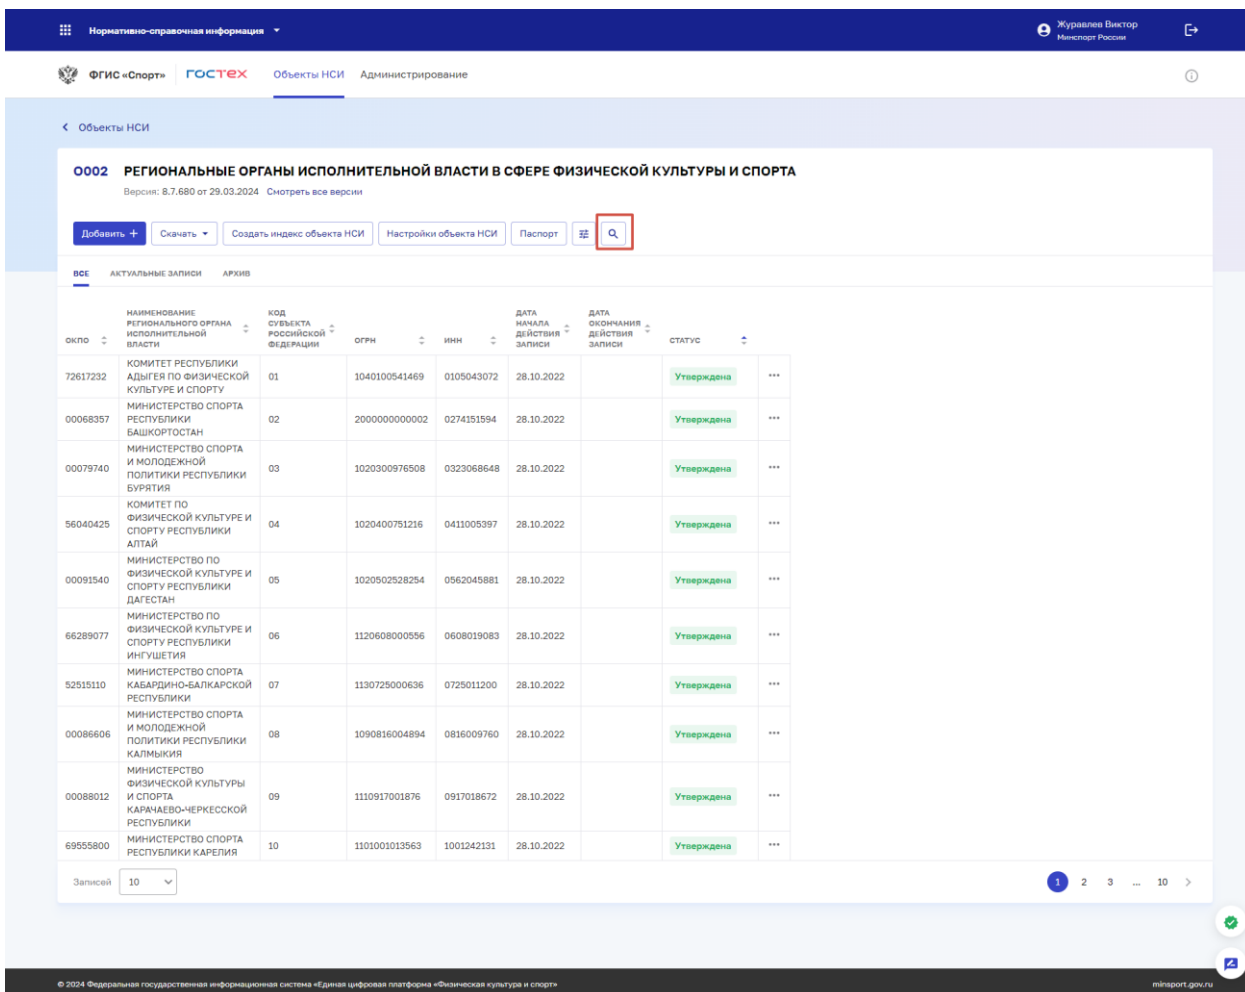 Нормативно-справочная информация
Журавлев Виктор
Минспорт России
ФГИС «Спорт» ГОСТЕХ Объекты НСИ Администрирование
Объекты НСИ
О002 РЕГИОНАЛЬНЫЕ ОРГАНЫ ИСПОЛНИТЕЛЬНОЙ ВЛАСТИ В СФЕРЕ ФИЗИЧЕСКОЙ КУЛЬТУРЫ И СПОРТА
Версия: 8.7.680 от 29.03.2024 Смотреть все версии
Добавить + Скачать Создать индекс объекта НСИ Настройки объекта НСИ Паспорт
ВСЕ АКТУАЛЬНЫЕ ЗАПИСИ АРХИВ
ОКПО
НАИМЕНОВАНИЕ
РЕГИОНАЛЬНОГО ОРГАНА
ИСПОЛНИТЕЛЬНОЙ
ВЛАСТИ
КОД
СУБЪЕКТА
РОССИЙСКОЙ
ФЕДЕРАЦИИ
ОГРН
ИНН
ДАТА
НАЧАЛА
ДЕЙСТВИЯ
ЗАПИСИ
ДАТА
ОКОНЧАНИЯ
ДЕЙСТВИЯ
ЗАПИСИ
СТАТУС
КОМИТЕТ РЕСПУБЛИКИ
72617232 АДЫГЕЯ ПО ФИЗИЧЕСКОЙ 01 1040100541469 0105043072 28.10.2022 Утверждена ...
КУЛЬТУРЕ И СПОРТУ
МИНИСТЕРСТВО СПОРТА
00068357 РЕСПУБЛИКИ 02 2000000000002 0274151594 28.10.2022 Утверждена ...
БАШКОРТОСТАН
МИНИСТЕРСТВО СПОРТА
И МОЛОДЕЖНОЙ
00079740 ПОЛИТИКИ РЕСПУБЛИКИ 03 1020300976508 0323068648 28.10.2022 Утверждена ...
БУРЯТИЯ
КОМИТЕТ ПО
ФИЗИЧЕСКОЙ КУЛЬТУРЕ И
56040425 СПОРТУ РЕСПУБЛИКИ 04 1020400751216 0411005397 28.10.2022 Утверждена ...
АЛТАЙ
МИНИСТЕРСТВО ПО
ФИЗИЧЕСКОЙ КУЛЬТУРЕ И
00091540 СПОРТУ РЕСПУБЛИКИ 05 1020502528254 0562045881 28.10.2022 Утверждена ...
ДАГЕСТАН
МИНИСТЕРСТВО ПО
ФИЗИЧЕСКОЙ КУЛЬТУРЕ И
66289077 СПОРТУ РЕСПУБЛИКИ 06 1120608000556 0608019083 28.10.2022 Утверждена ...
ИНГУШЕТИЯ
МИНИСТЕРСТВО СПОРТА
52515110 КАБАРДИНО-БАЛКАРСКОЙ 07 1130725000636 0725011200 28.10.2022 Утверждена ...
РЕСПУБЛИКИ
МИНИСТЕРСТВО СПОРТА
И МОЛОДЕЖНОЙ
00086606 ПОЛИТИКИ РЕСПУБЛИКИ 08 1090816004894 0816009760 28.10.2022 Утверждена ...
КАЛМЫКИЯ
МИНИСТЕРСТВО
ФИЗИЧЕСКОЙ КУЛЬТУРЫ
00088012 И СПОРТА 09 1110917001876 0917018672 28.10.2022 Утверждена ...
КАРАЧАЕВО-ЧЕРКЕССКОЙ
РЕСПУБЛИКИ
МИНИСТЕРСТВО СПОРТА
69555800 РЕСПУБЛИКИ КАРЕЛИЯ 10 1101001013563 1001242131 28.10.2022 Утверждена ...
Записей 10 1 2 3 ... 10
© 2024 Федеральная государственная информационная система «Единая цифровая платформа «Физическая культура и спорт» minsport.gov.ru